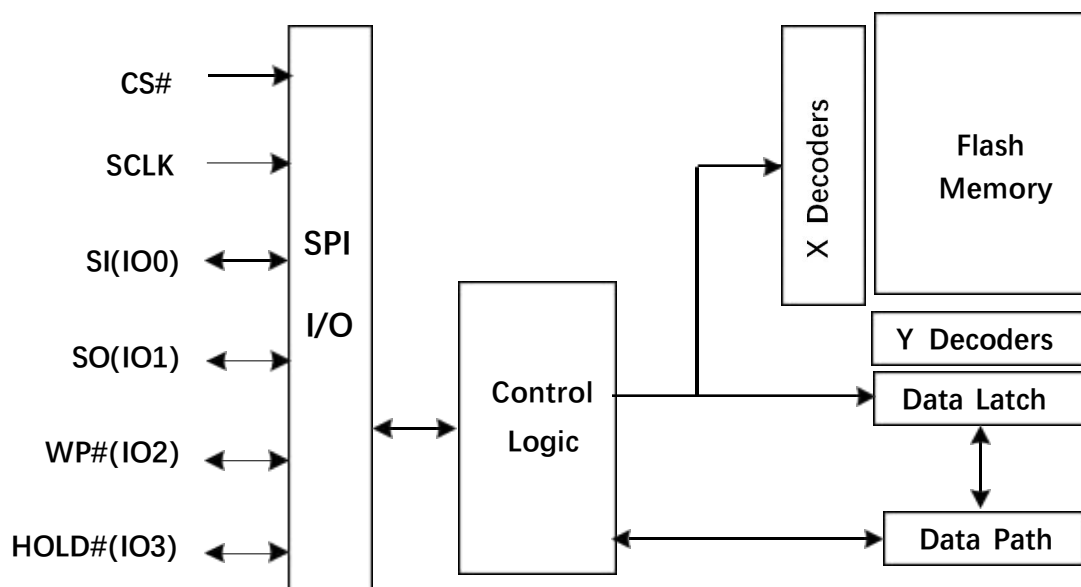 CS#
SCLK
SI(IO0)
SO(IO1)
WP#(IO2)
HOLD#(IO3)
SPI
I/O
Control
Logic
X Decoders
Flash
Memory
Y Decoders
Data Latch
Data Path